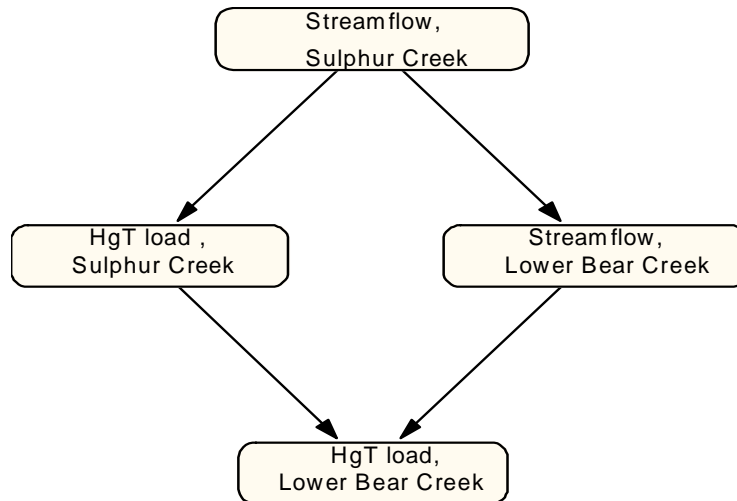 Streamflow,
Sulphur Creek
HgT load ,
Sulphur Creek
Streamflow,
Lower Bear Creek
HgT load,
Lower Bear Creek